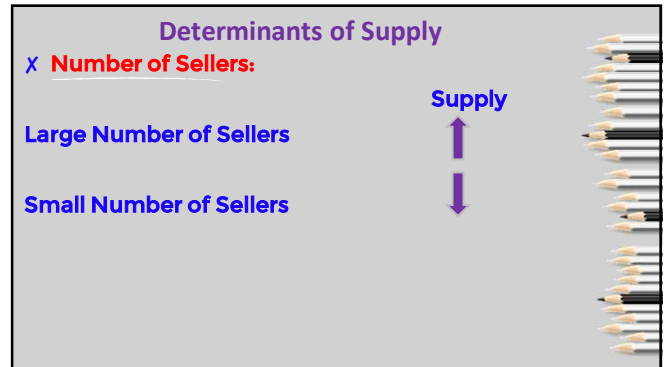 Determinants of Supply
✗ Number of Sellers:
Supply
Large Number of Sellers
Small Number of Sellers